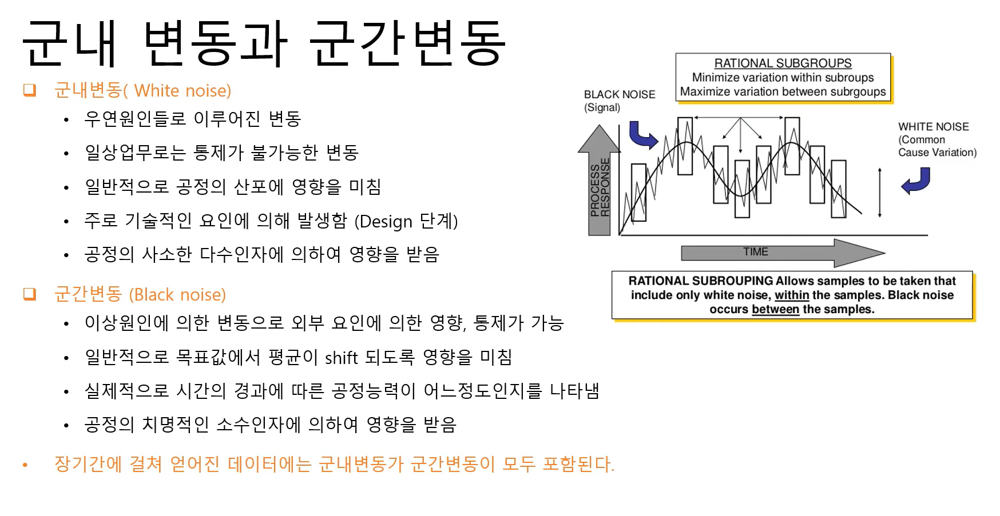 군내 변동과 군간변동
❑ 군내변동( White noise)
• 우연원인들로 이루어진 변동
• 일상업무로는 통제가 불가능한 변동
• 일반적으로 공정의 산포에 영향을 미침
• 주로 기술적인 요인에 의해 발생함 (Design 단계)
• 공정의 사소한 다수인자에 의하여 영향을 받음
❑ 군간변동 (Black noise)
• 이상원인에 의한 변동으로 외부 요인에 의한 영향, 통제가 가능
• 일반적으로 목표값에서 평균이 shift 되도록 영향을 미침
• 실제적으로 시간의 경과에 따른 공정능력이 어느정도인지를 나타냄
• 공정의 치명적인 소수인자에 의하여 영향을 받음
• 장기간에 걸쳐 얻어진 데이터에는 군내변동가 군간변동이 모두 포함된다.
RATIONAL SUBGROUPS
Minimize variation within subroups
Maximize variation between subrgoups
BLACK NOISE
(Signal)
WHITE NOISE
(Common
Cause Variation)
PROCESS
RESPONSE
TIME
RATIONAL SUBROUPING Allows samples to be taken that
include only white noise, within the samples. Black noise
occurs between the samples.